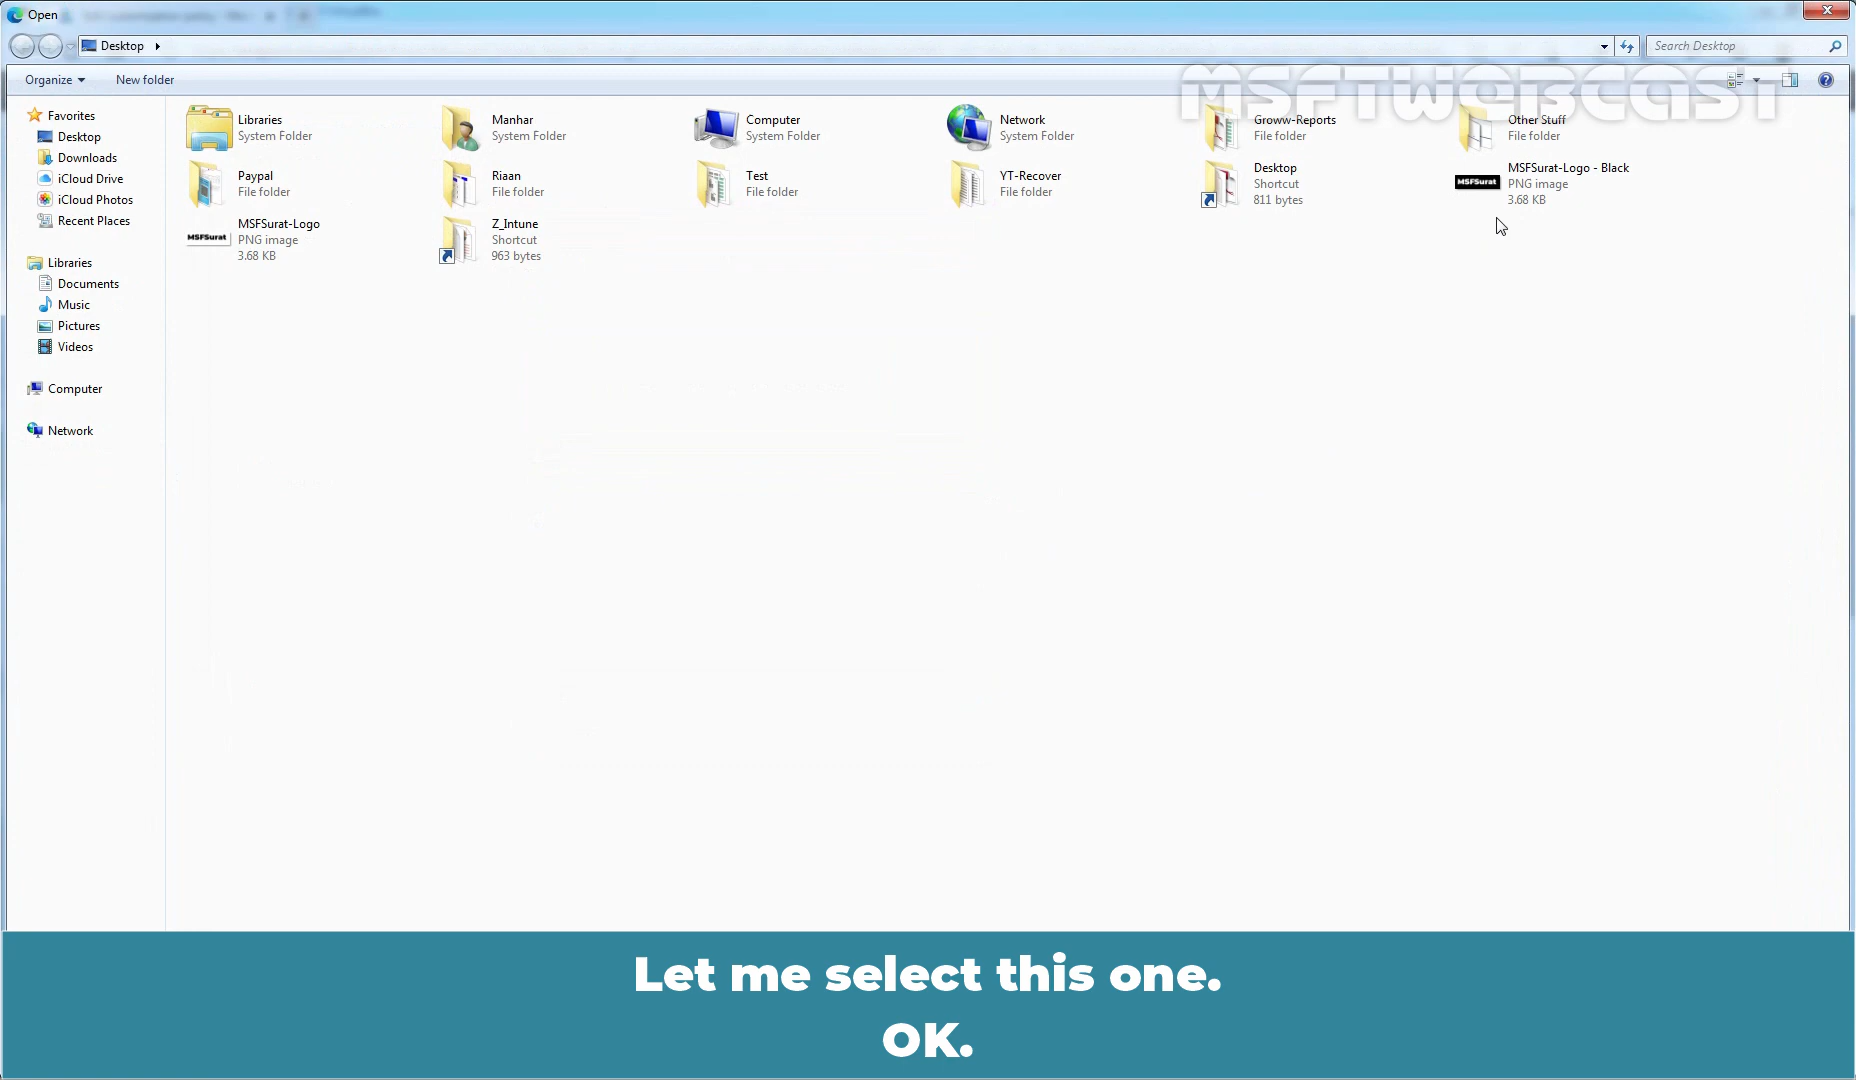 Open
Desktop
Search Desktop
Organize
New folder
MSFTWEBCAST
Favorites
Desktop
Downloads
iCloud Drive
iCloud Photos
Recent Places
Libraries
Documents
Music
Pictures
Videos
Computer
Network
Libraries
System Folder
Manhar
System Folder
Computer
System Folder
Network
System Folder
Groww-Reports
File folder
Other Stuff
File folder
Paypal
File folder
Riaan
File folder
Test
File folder
YT-Recover
File folder
Desktop
Shortcut
811 bytes
MSFSurat
MSFSurat-Logo - Black
PNG image
3.68 KB
MSFSurat
MSFSurat-Logo
PNG image
3.68 KB
Z_Intune
Shortcut
963 bytes
Let me select this one.
OK.